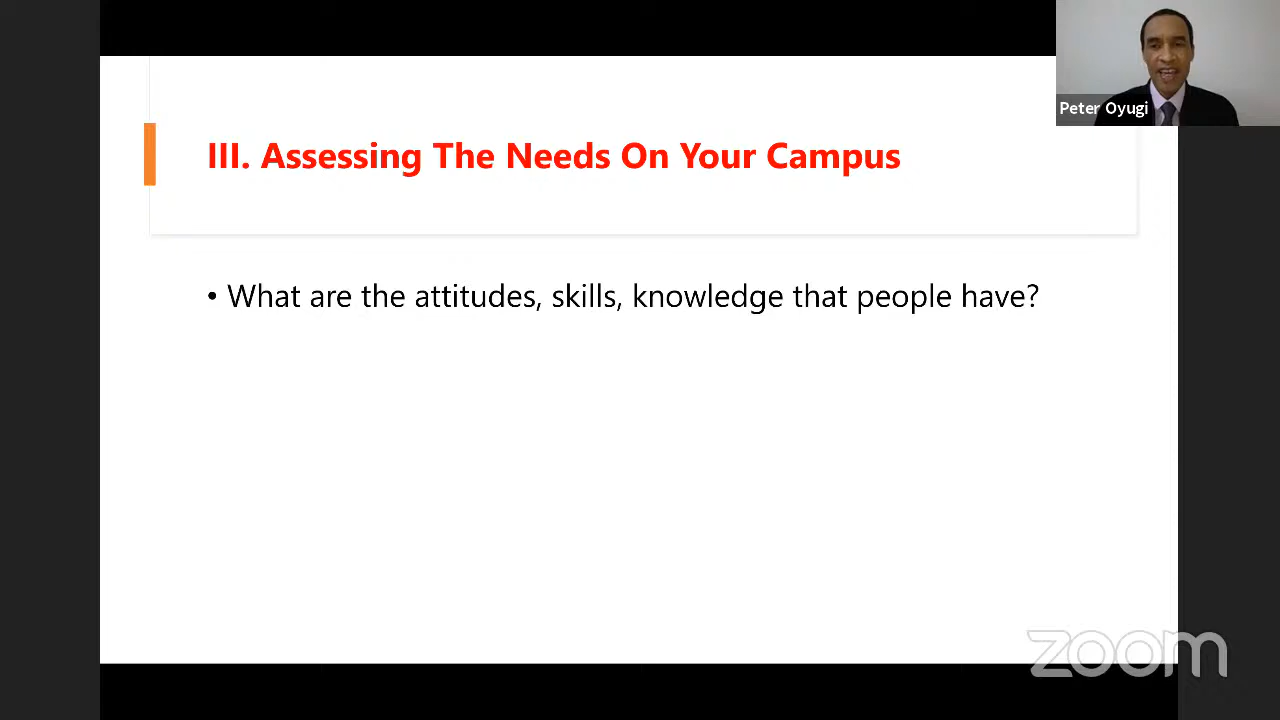 Peter Oyugi
III. Assessing The Needs On Your Campus
• What are the attitudes, skills, knowledge that people have?
zoom